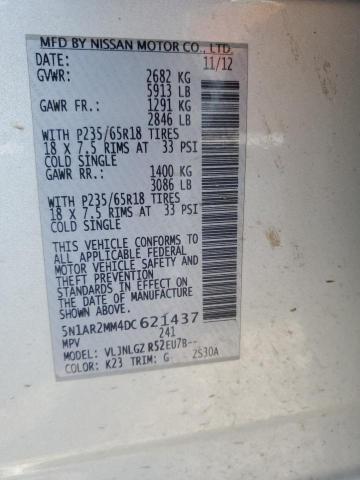 MFD BY NISSAN MOTOR CO., LTD.
DATE: 11/12
GVWR: 2682 KG
5913 LB
GAWR FR: 1291 KG
2846 LB
WITH P235/65R18 TIRES
18 X 7.5 RIMS AT 33 PSI
COLD SINGLE
GAWR RR: 1400 KG
3086 LB
WITH P235/65R18 TIRES
18 X 7.5 RIMS AT 33 PSI
COLD SINGLE
THIS VEHICLE CONFORMS TO
ALL APPLICABLE FEDERAL
MOTOR VEHICLE SAFETY
AND THEFT PREVENTION
STANDARDS IN EFFECT ON
THE DATE OF MANUFACTURE
SHOWN ABOVE.
5N1AR2MM4DC621437
MPV 241
MODEL: VLJNLGZ R52EU7B--
COLOR: K23 TRIM: G 2S30A